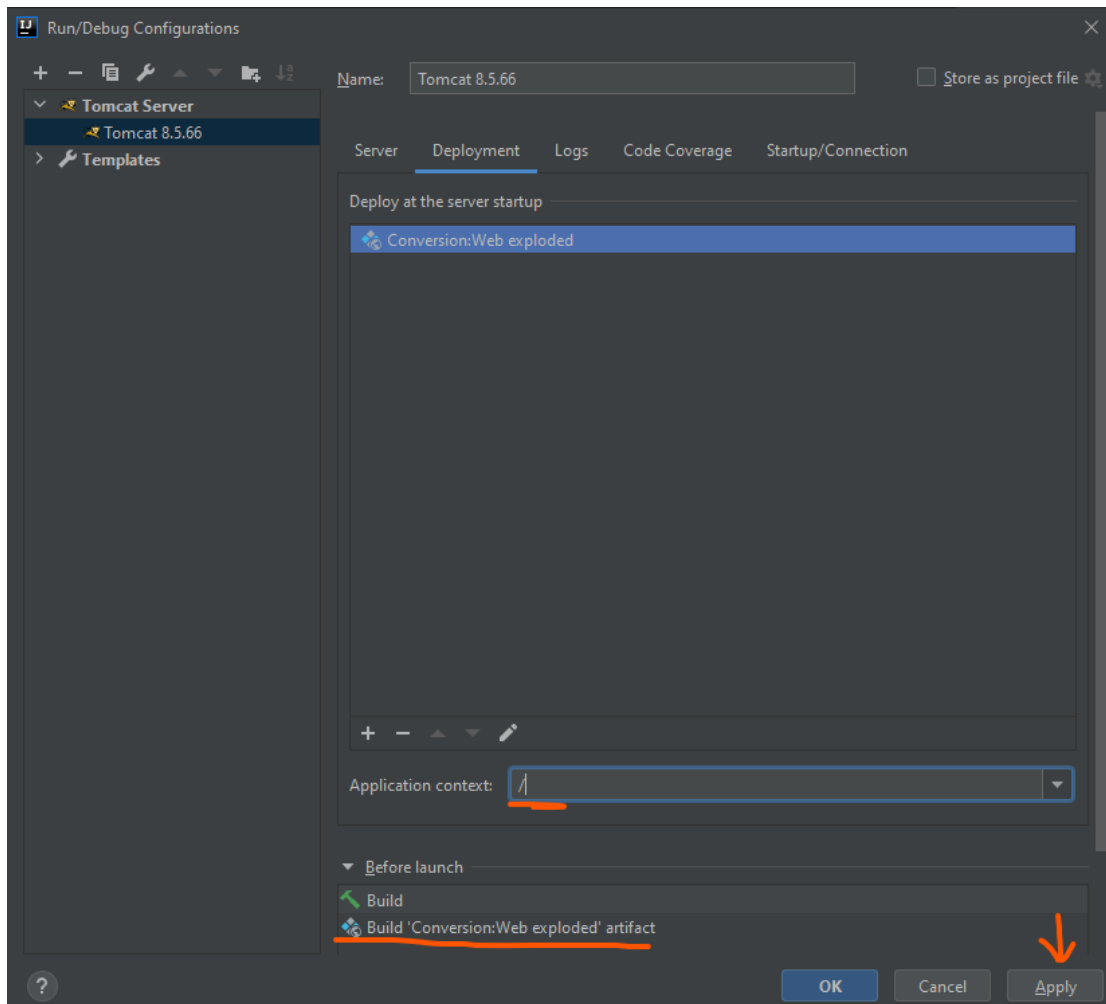 Run/Debug Configurations
Name: Tomcat 8.5.66 Store as project file
Tomcat Server
Tomcat 8.5.66
Templates
Server Deployment Logs Code Coverage Startup/Connection
Deploy at the server startup
Conversion:Web exploded
Application context: /
Before launch
Build
Build 'Conversion:Web exploded' artifact
? OK Cancel Apply